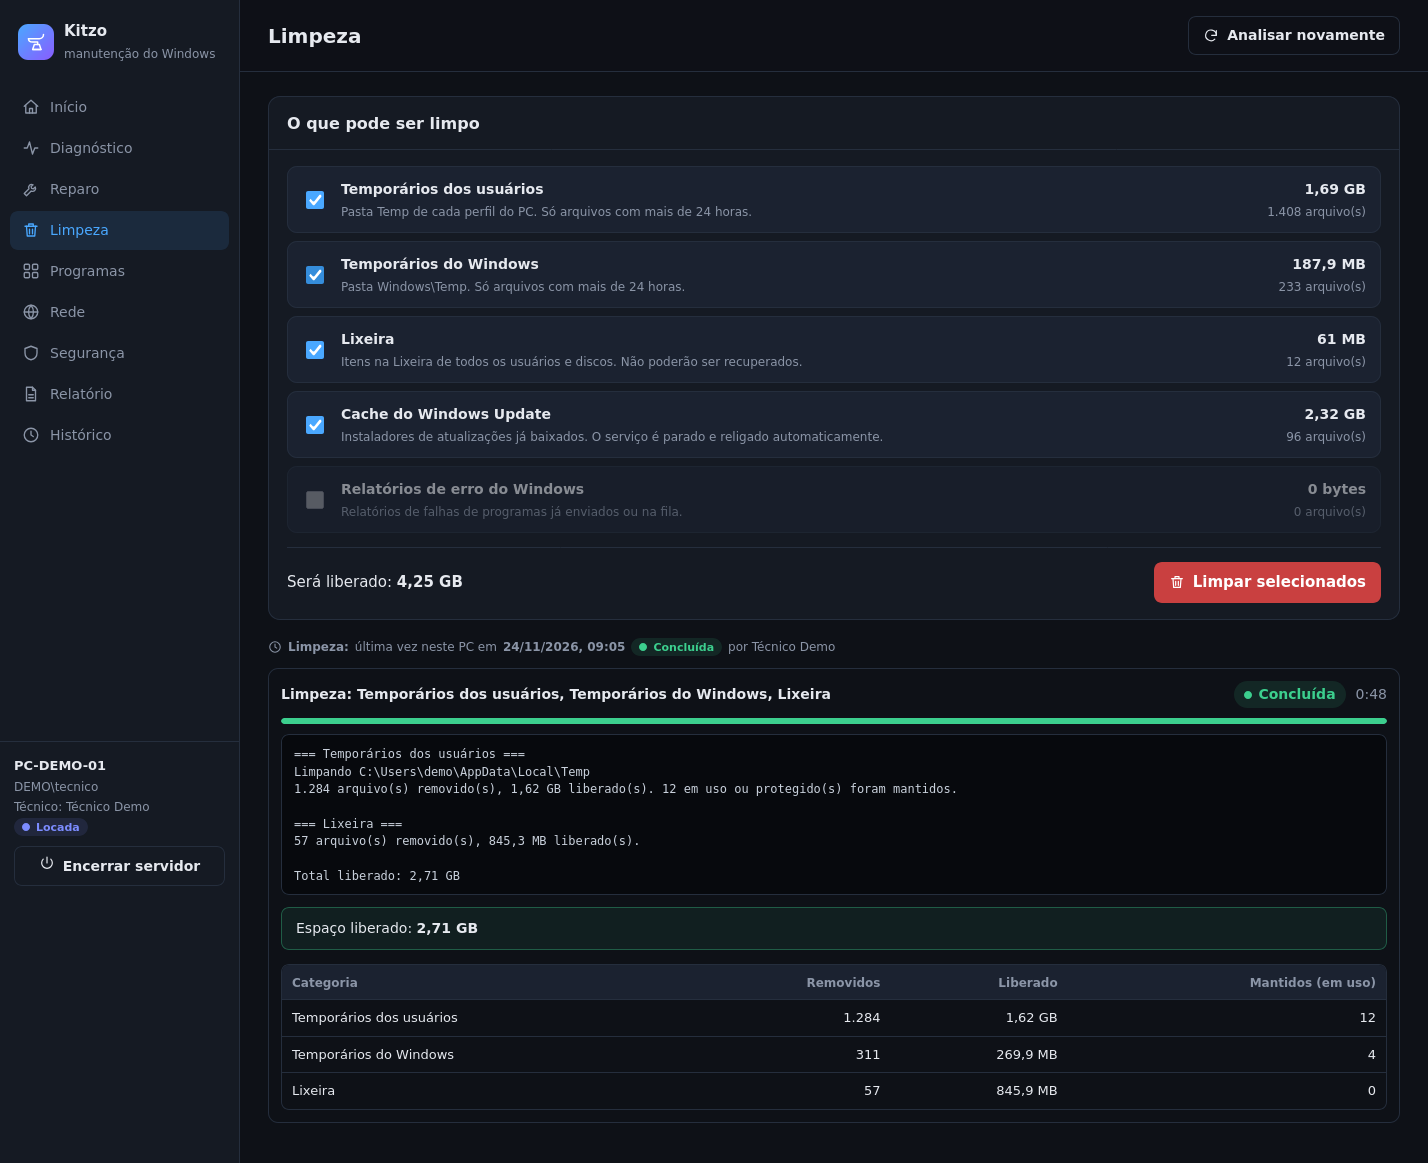 Kitzo
manutenção do Windows
Início
Diagnóstico
Reparo
Limpeza
Programas
Rede
Segurança
Relatório
Histórico
PC-DEMO-01
DEMO\tecnico
Técnico: Técnico Demo
Locada
Encerrar servidor
Limpeza
Analisar novamente
O que pode ser limpo
Temporários dos usuários 1,69 GB
Pasta Temp de cada perfil do PC. Só arquivos com mais de 24 horas. 1.408 arquivo(s)
Temporários do Windows 187,9 MB
Pasta Windows\Temp. Só arquivos com mais de 24 horas. 233 arquivo(s)
Lixeira 61 MB
Itens na Lixeira de todos os usuários e discos. Não poderão ser recuperados. 12 arquivo(s)
Cache do Windows Update 2,32 GB
Instaladores de atualizações já baixados. O serviço é parado e religado automaticamente. 96 arquivo(s)
Relatórios de erro do Windows 0 bytes
Relatórios de falhas de programas já enviados ou na fila. 0 arquivo(s)
Será liberado: 4,25 GB Limpar selecionados
Limpeza: última vez neste PC em 24/11/2026, 09:05 Concluída por Técnico Demo
Limpeza: Temporários dos usuários, Temporários do Windows, Lixeira Concluída 0:48
=== Temporários dos usuários ===
Limpando C:\Users\demo\AppData\Local\Temp
1.284 arquivo(s) removido(s), 1,62 GB liberado(s). 12 em uso ou protegido(s) foram mantidos.
=== Lixeira ===
57 arquivo(s) removido(s), 845,3 MB liberado(s).
Total liberado: 2,71 GB
Espaço liberado: 2,71 GB
Categoria Removidos Liberado Mantidos (em uso)
Temporários dos usuários 1.284 1,62 GB 12
Temporários do Windows 311 269,9 MB 4
Lixeira 57 845,9 MB 0